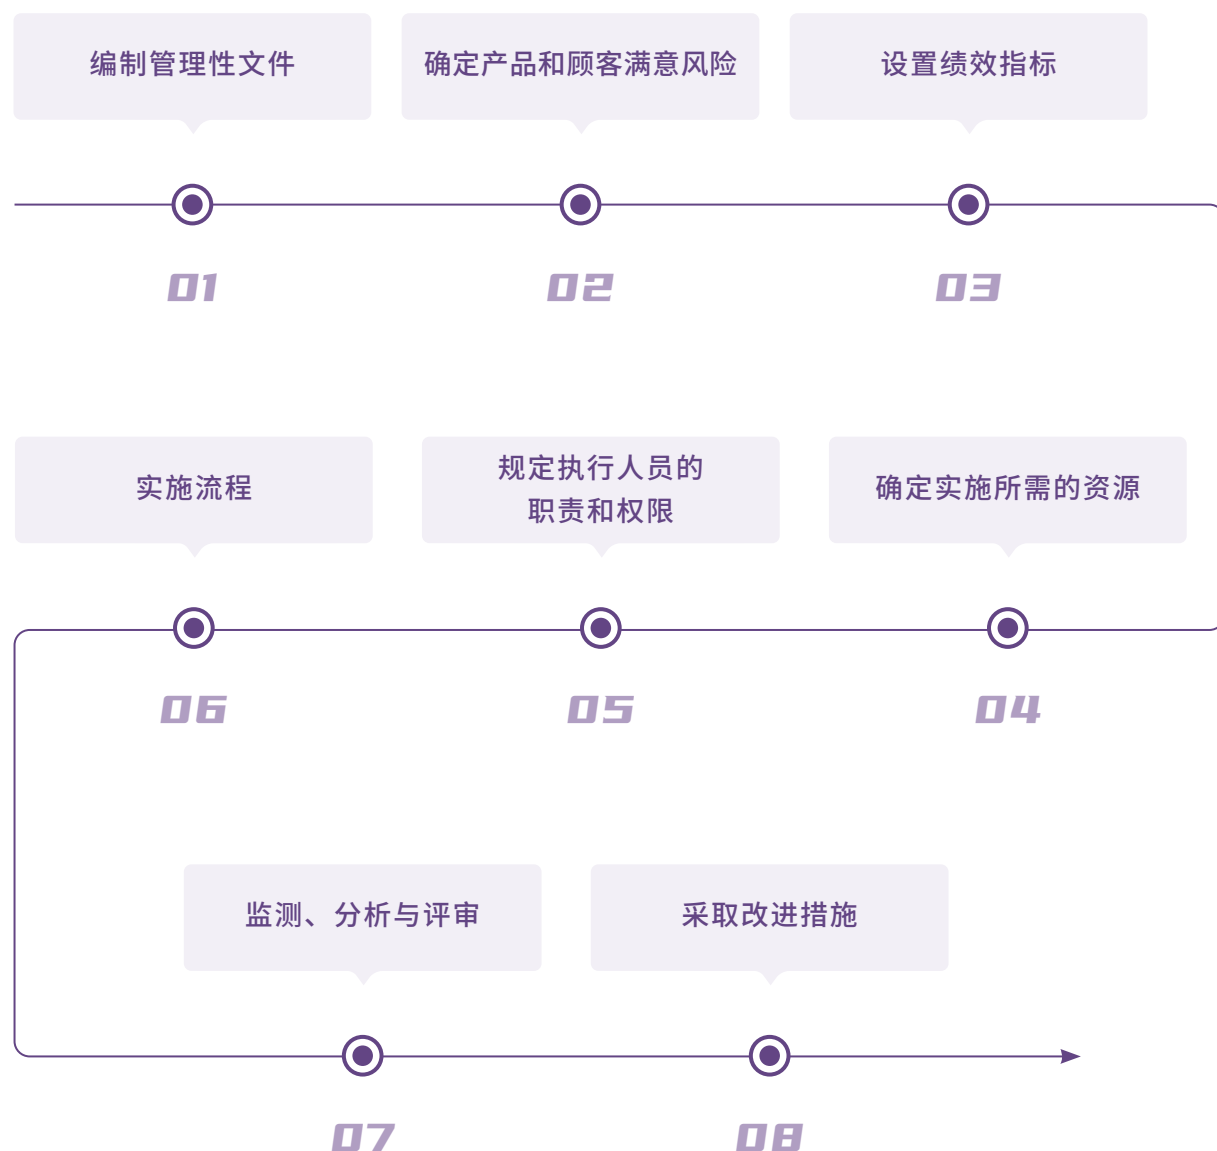 编制管理性文件
确定产品和顾客满意风险
设置绩效指标
01
02
03
实施流程
规定执行人员的
职责和权限
确定实施所需的资源
06
05
04
监测、分析与评审
采取改进措施
07
08